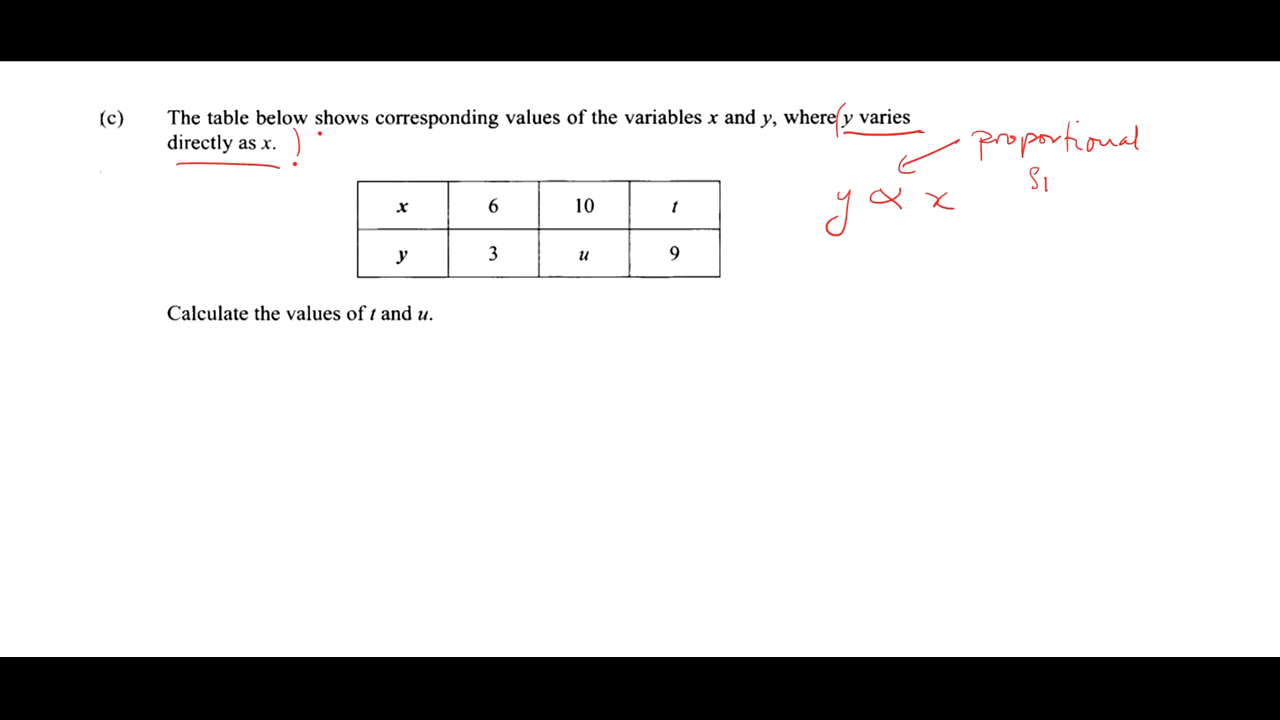 (c) The table below shows corresponding values of the variables x and y, where (y varies
directly as x. )
proportional
y ∝ x
x 6 10 t
y 3 u 9
Calculate the values of t and u.